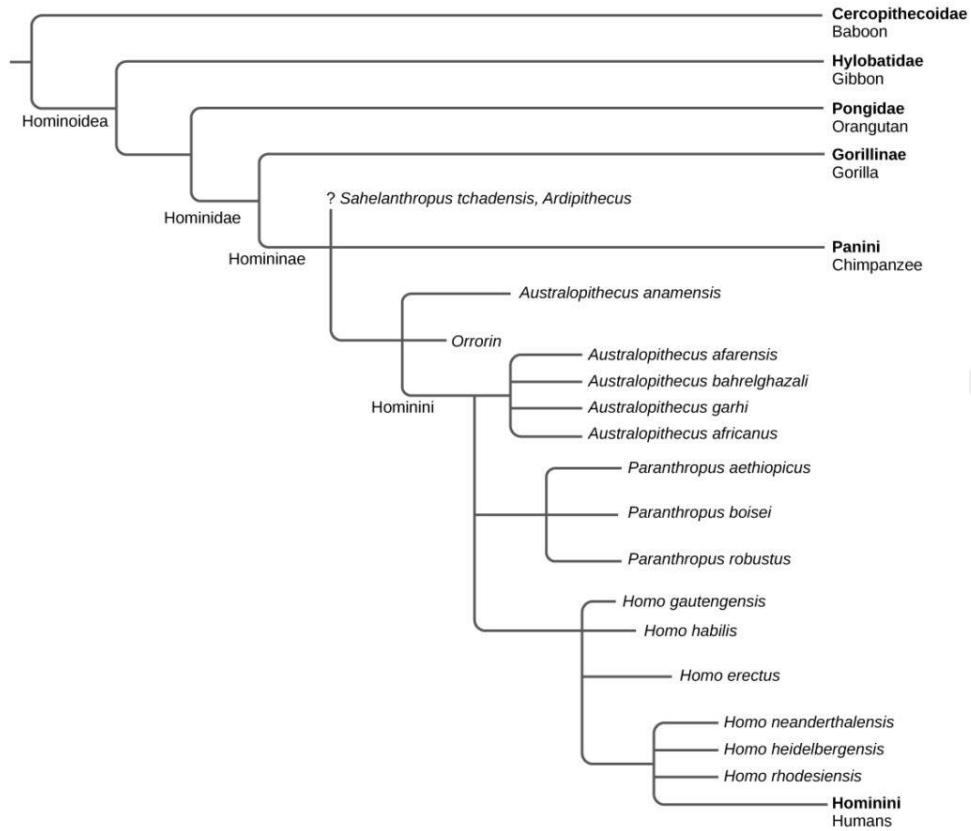 Cercopithecoidae
Baboon
Hylobatidae
Gibbon
Hominoidea
Pongidae
Orangutan
Gorillinae
Gorilla
? Sahelanthropus tchadensis, Ardipithecus
Hominidae
Homininae
Panini
Chimpanzee
Australopithecus anamensis
Orrorin
Australopithecus afarensis
Australopithecus bahrelghazali
Hominini
Australopithecus garhi
Australopithecus africanus
Paranthropus aethiopicus
Paranthropus boisei
Paranthropus robustus
Homo gautengensis
Homo habilis
Homo erectus
Homo neanderthalensis
Homo heidelbergensis
Homo rhodesiensis
Hominini
Humans